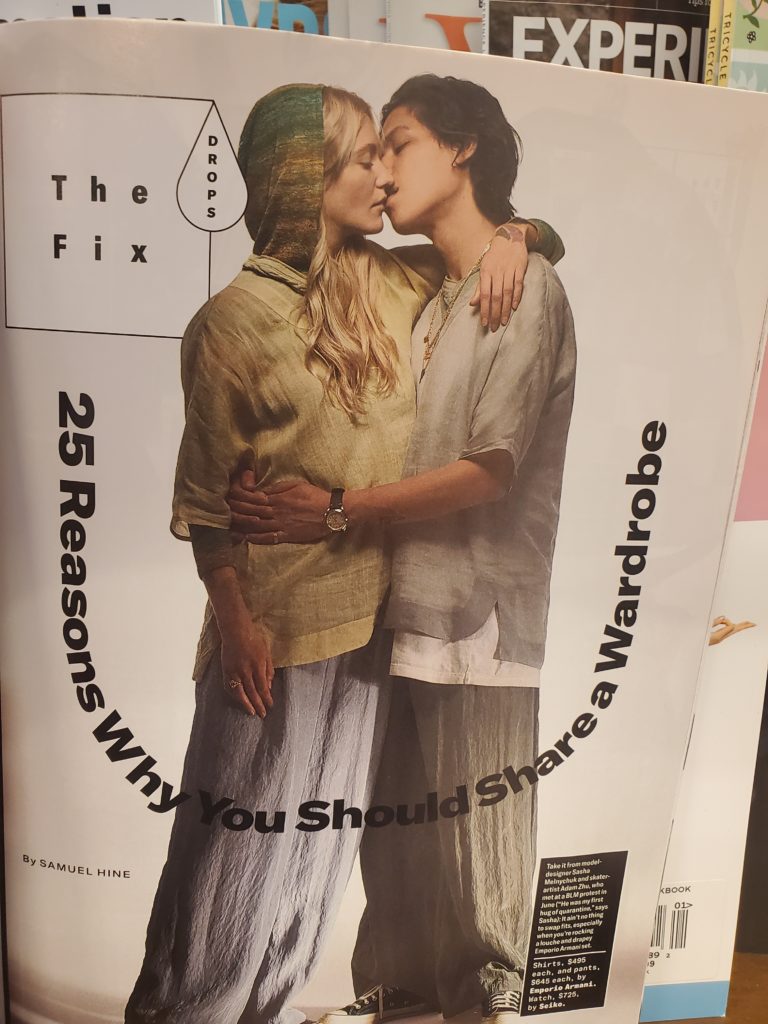 EXPERI
TRICYCLE
TRICYCLE
The
Fix
DROPS
25 Reasons Why You Should Share a Wardrobe
By SAMUEL HINE
Take it from model-
designer Sasha
Melnychuk and skater-
artist Adam Zhu, who
met at a BLM protest in
June ("He was my first
hug of quarantine," says
Sasha): It ain't no thing
to swap fits, especially
when you're rocking
a louche and drapey
Emporio Armani set.
Shirts, $495
each, and pants,
$645 each, by
Emporio Armani.
Watch, $725,
by Seiko.
KBOOK
01>